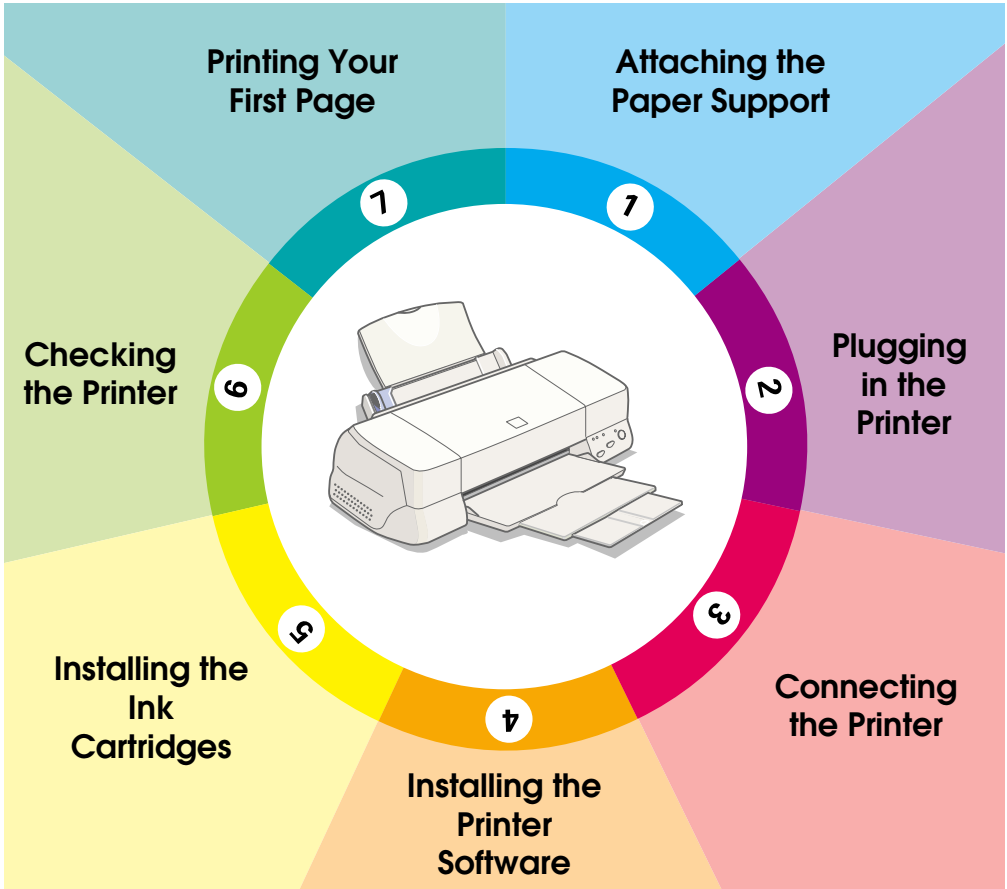 1
Attaching the
Paper Support
2
Plugging
in the
Printer
3
Connecting
the Printer
4
Installing the
Printer
Software
5
Installing the
Ink
Cartridges
6
Checking
the Printer
7
Printing Your
First Page